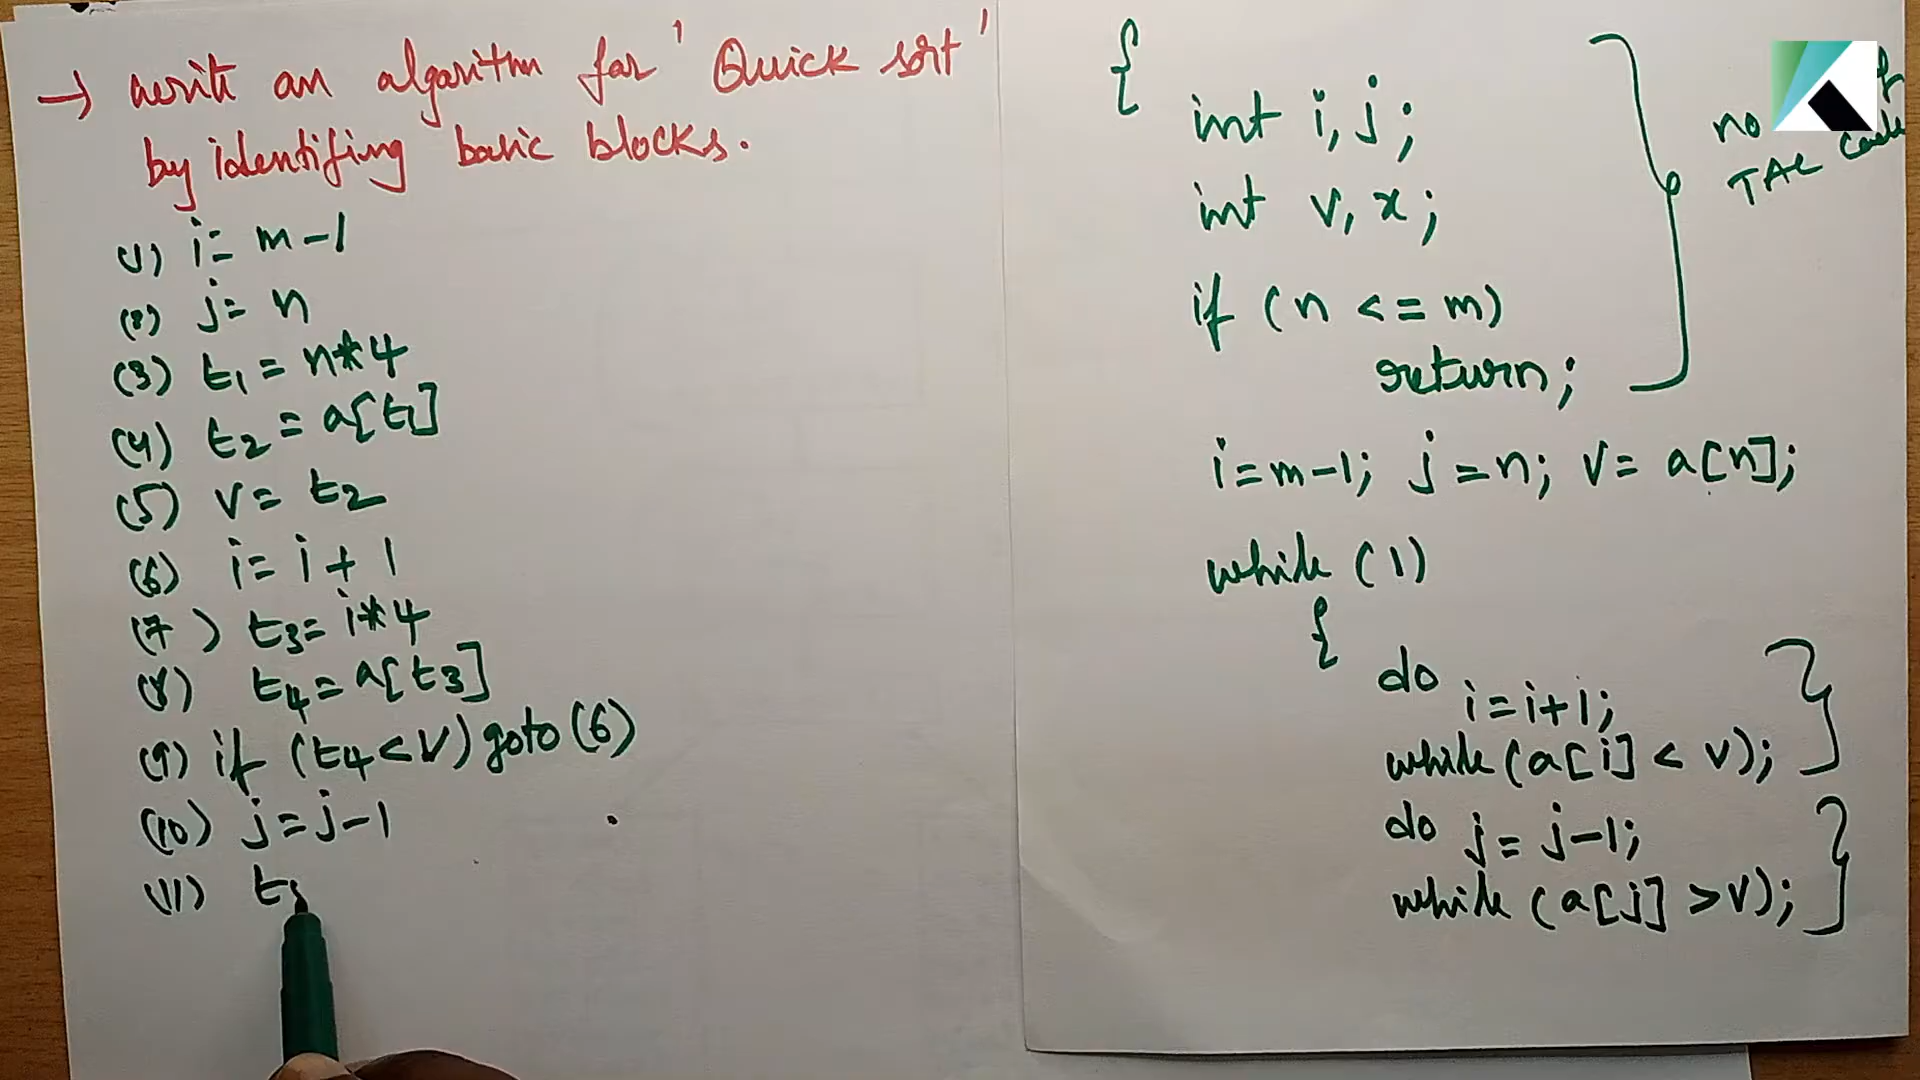 → write an algorithm for 'Quick sort'
by identifing basic blocks.
(1) i = m - 1
(2) j = n
(3) t1 = n*4
(4) t2 = a[t1]
(5) v = t2
(6) i = i + 1
(7) t3 = i*4
(8) t4 = a[t3]
(9) if (t4 < v) goto (6)
(10) j = j - 1
(11) t
{
int i, j;
int v, x;
if (n <= m)
return;
no
TAC code
i = m-1; j = n; v = a[n];
while (1)
{
do
i = i+1;
while (a[i] < v);
do j = j-1;
while (a[j] > v);